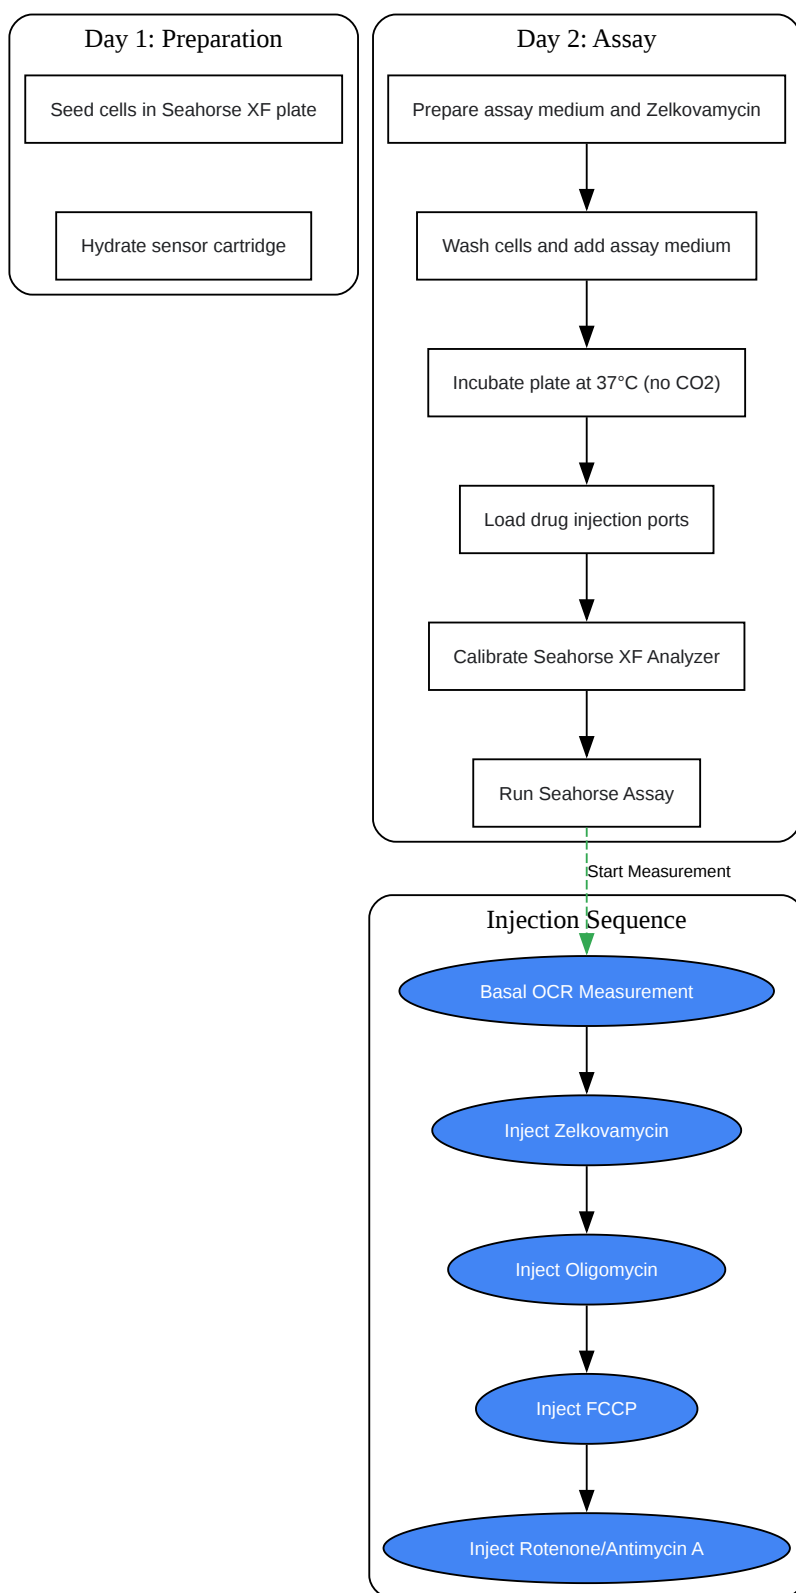 Day 1: Preparation
Seed cells in Seahorse XF plate
Hydrate sensor cartridge
Day 2: Assay
Prepare assay medium and Zelkovamycin
Wash cells and add assay medium
Incubate plate at 37°C (no CO2)
Load drug injection ports
Calibrate Seahorse XF Analyzer
Run Seahorse Assay
Start Measurement
Injection Sequence
Basal OCR Measurement
Inject Zelkovamycin
Inject Oligomycin
Inject FCCP
Inject Rotenone/Antimycin A